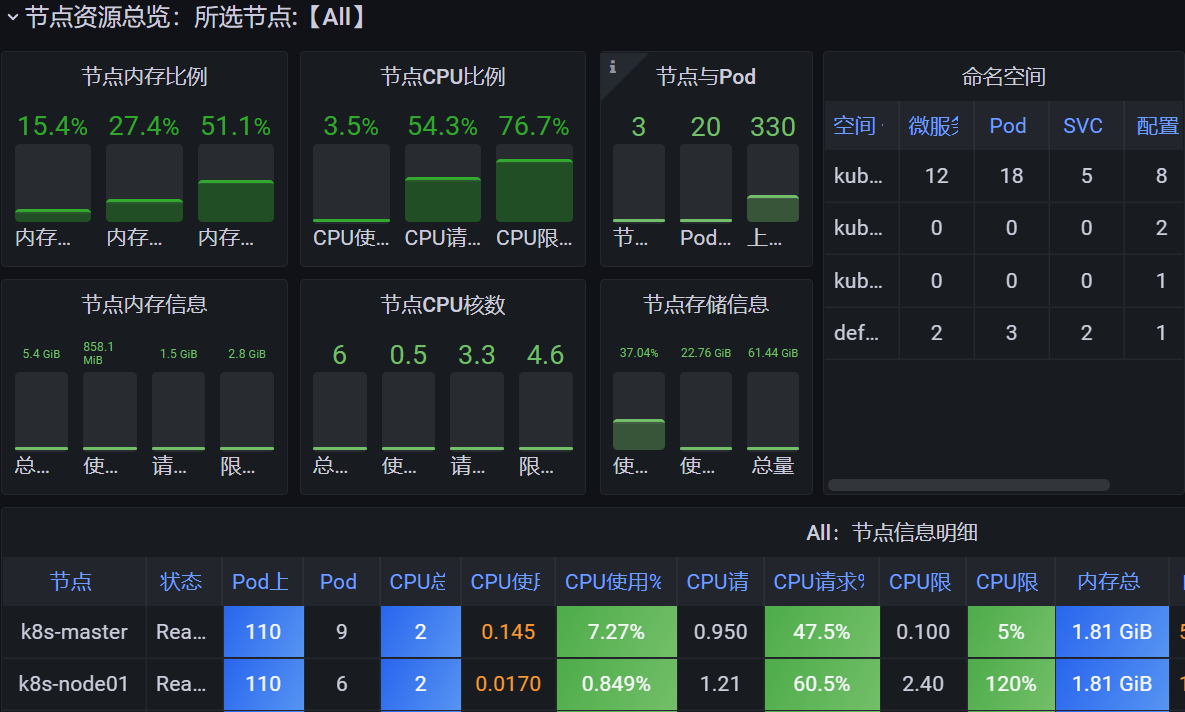 节点资源总览：所选节点:【All】
节点内存比例
15.4% 27.4% 51.1%
内存... 内存... 内存...
节点CPU比例
3.5% 54.3% 76.7%
CPU使... CPU请... CPU限...
节点与Pod
3 20 330
节... Pod... 上...
命名空间
空间 微服务 Pod SVC 配置
kub... 12 18 5 8
kub... 0 0 0 2
kub... 0 0 0 1
def... 2 3 2 1
节点内存信息
5.4 GiB 858.1 MiB 1.5 GiB 2.8 GiB
总... 使... 请... 限...
节点CPU核数
6 0.5 3.3 4.6
总... 使... 请... 限...
节点存储信息
37.04% 22.76 GiB 61.44 GiB
使... 使... 总量
All：节点信息明细
节点 状态 Pod上 Pod CPU总 CPU使用 CPU使用% CPU请 CPU请求% CPU限 CPU限 内存总
k8s-master Rea... 110 9 2 0.145 7.27% 0.950 47.5% 0.100 5% 1.81 GiB
k8s-node01 Rea... 110 6 2 0.0170 0.849% 1.21 60.5% 2.40 120% 1.81 GiB